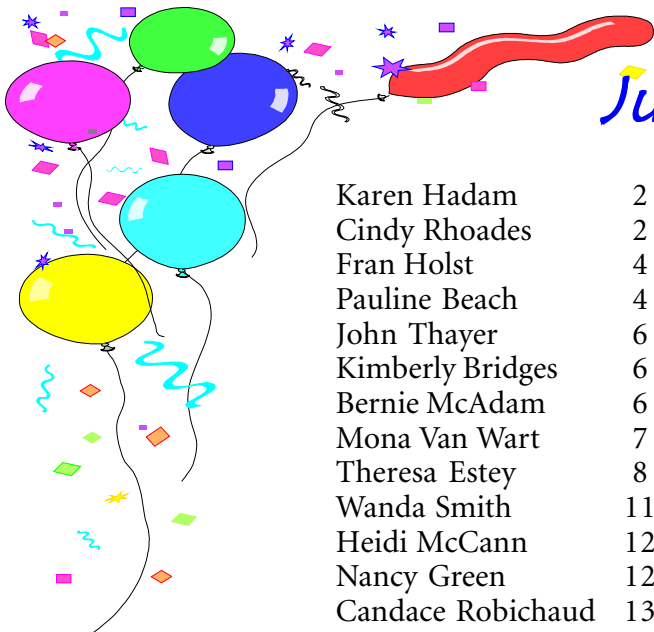 Ju
Karen Hadam 2
Cindy Rhoades 2
Fran Holst 4
Pauline Beach 4
John Thayer 6
Kimberly Bridges 6
Bernie McAdam 6
Mona Van Wart 7
Theresa Estey 8
Wanda Smith 11
Heidi McCann 12
Nancy Green 12
Candace Robichaud 13